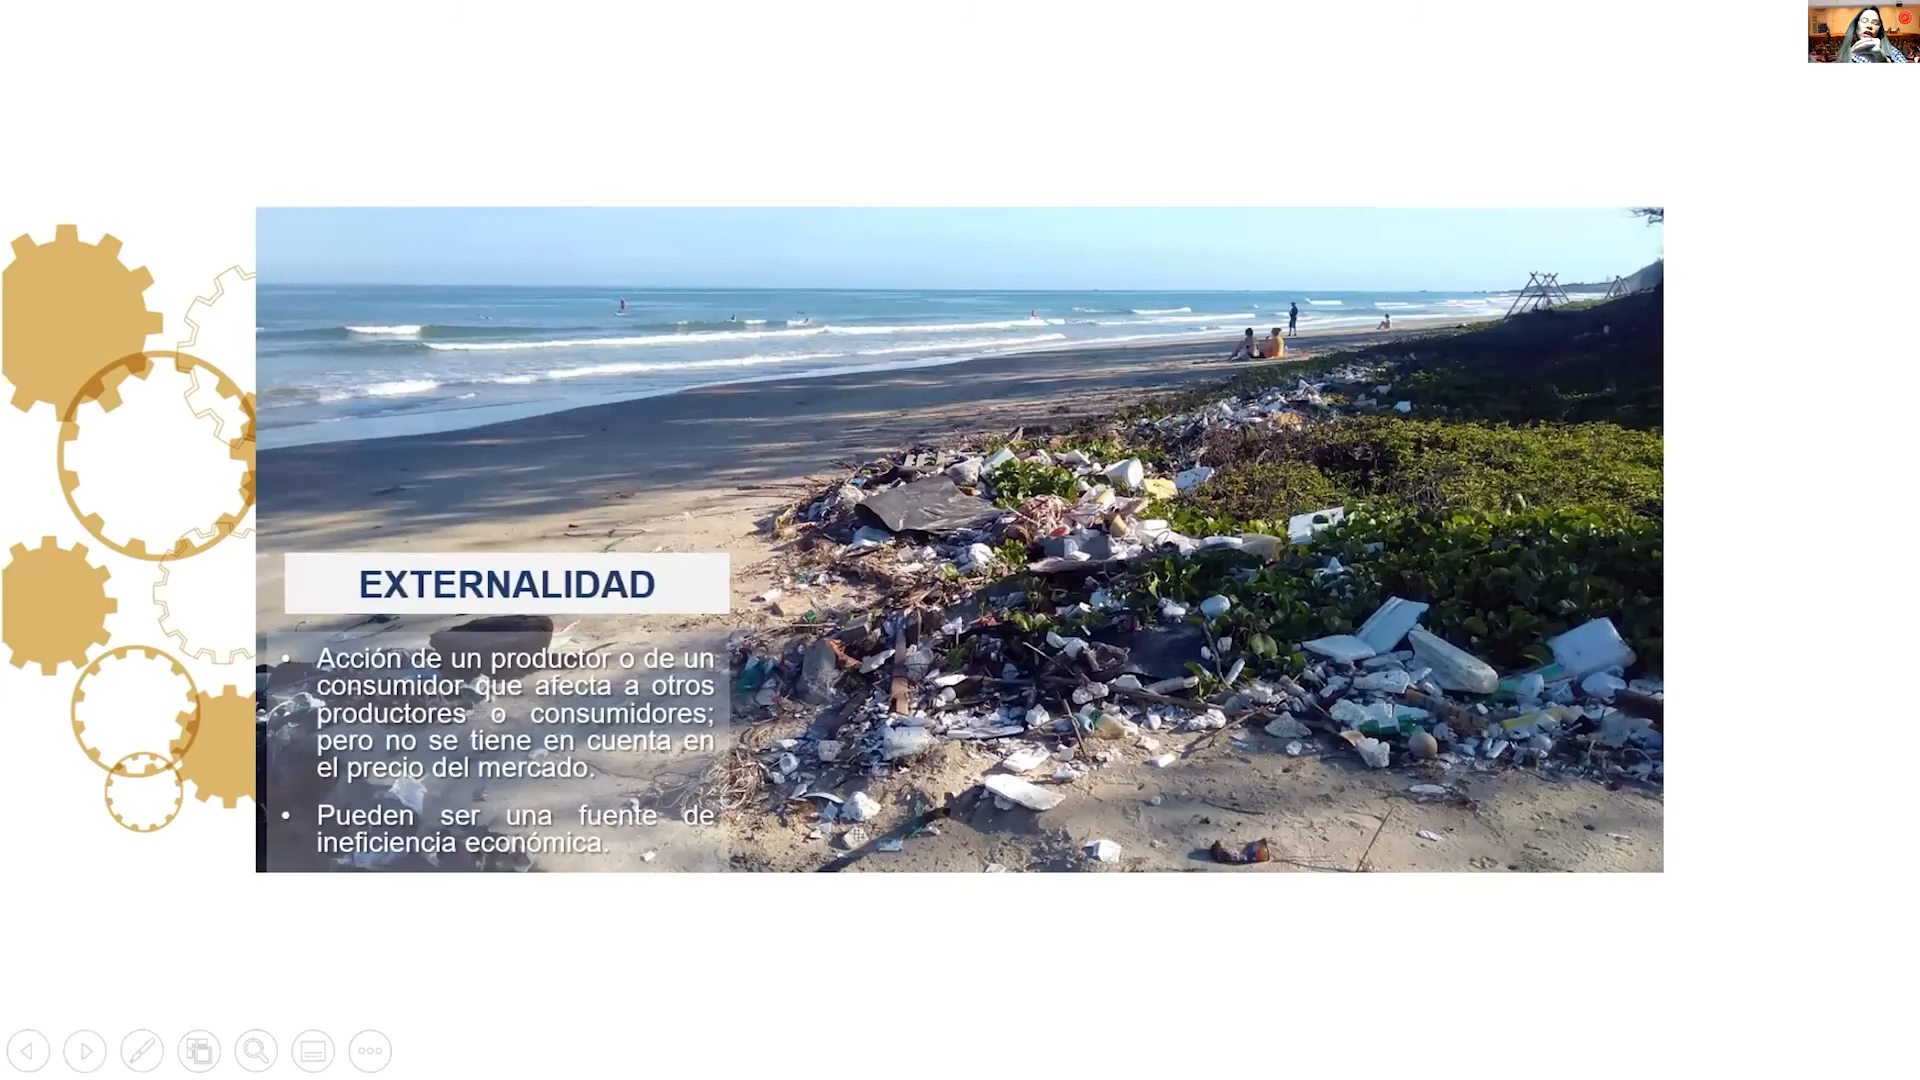 EXTERNALIDAD
• Acción de un productor o de un
consumidor que afecta a otros
productores o consumidores;
pero no se tiene en cuenta en
el precio del mercado.
• Pueden ser una fuente de
ineficiencia económica.